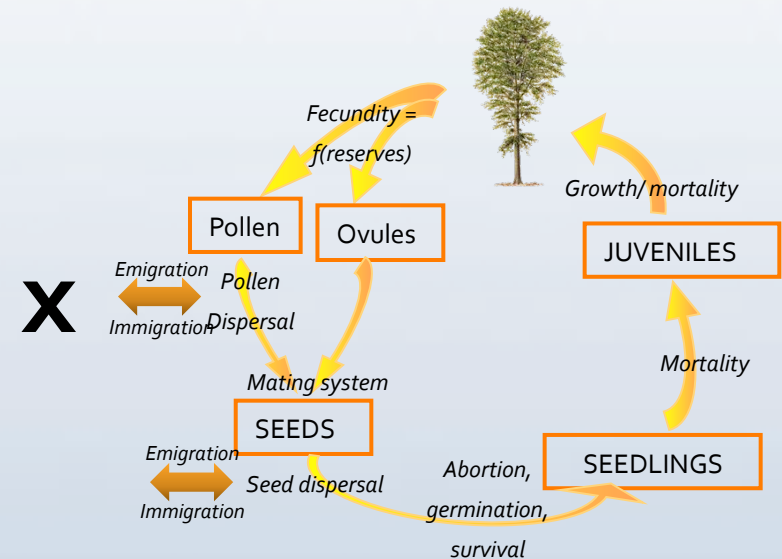 Fecundity =
f(reserves)
Growth/ mortality
Pollen
Ovules
JUVENILES
Emigration
Immigration
X
Pollen
Dispersal
Mortality
Mating system
SEEDS
SEEDLINGS
Emigration
Immigration
Seed dispersal
Abortion,
germination,
survival